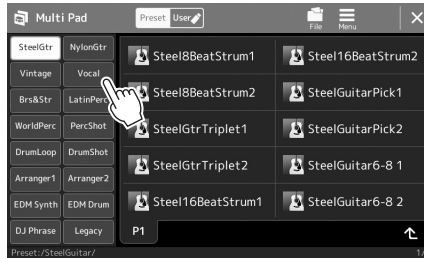 Multi Pad Preset User File Menu
SteelGtr NylonGtr Steel8BeatStrum1 Steel16BeatStrum2
Vintage Vocal
Brs&Str LatinPerc Steel8BeatStrum2 SteelGuitarPick1
WorldPerc PercShot SteelGtrTriplet1 SteelGuitarPick2
DrumLoop DrumShot
Arranger1 Arranger2 SteelGtrTriplet2 SteelGuitar6-8 1
EDM Synth EDM Drum Steel16BeatStrum1 SteelGuitar6-8 2
DJ Phrase Legacy P1
Preset:/SteelGuitar/